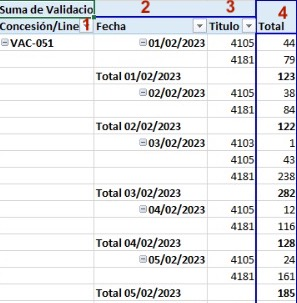 Suma de Validacio 2 3 4
Concesión/Line 1 Fecha Titulo Total
VAC-051 01/02/2023 4105 44
4181 79
Total 01/02/2023 123
02/02/2023 4105 38
4181 84
Total 02/02/2023 122
03/02/2023 4103 1
4105 43
4181 238
Total 03/02/2023 282
04/02/2023 4105 12
4181 116
Total 04/02/2023 128
05/02/2023 4105 24
4181 161
Total 05/02/2023 185